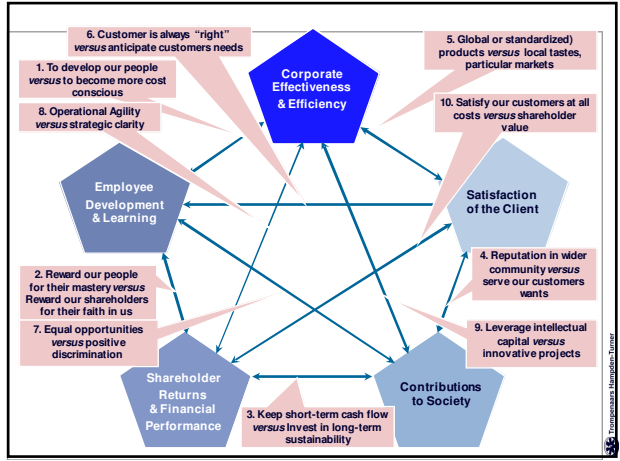 6. Customer is always “right”
versus anticipate customers needs
5. Global or standardized)
products versus local tastes,
particular markets
1. To develop our people
versus to become more cost
conscious
Corporate
Effectiveness
& Efficiency
10. Satisfy our customers at all
costs versus shareholder
value
8. Operational Agility
versus strategic clarity
Employee
Development
& Learning
Satisfaction
of the Client
2. Reward our people
for their mastery versus
Reward our shareholders
for their faith in us
4. Reputation in wider
community versus
serve our customers
wants
7. Equal opportunities
versus positive
discrimination
9. Leverage intellectual
capital versus
innovative projects
Shareholder
Returns
& Financial
Performance
Contributions
to Society
3. Keep short-term cash flow
versus Invest in long-term
sustainability
Trompenaars Hampden-Turner